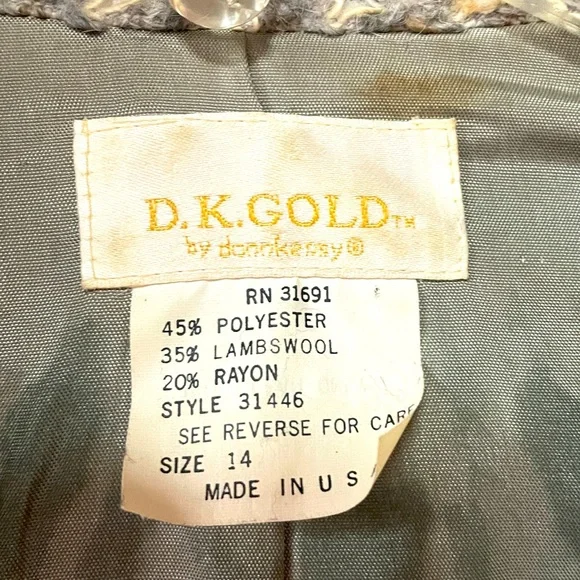 D.K.GOLD™
by donnkenny®
RN 31691
45% POLYESTER
35% LAMBSWOOL
20% RAYON
STYLE 31446
SEE REVERSE FOR CARE
SIZE 14
MADE IN U S A